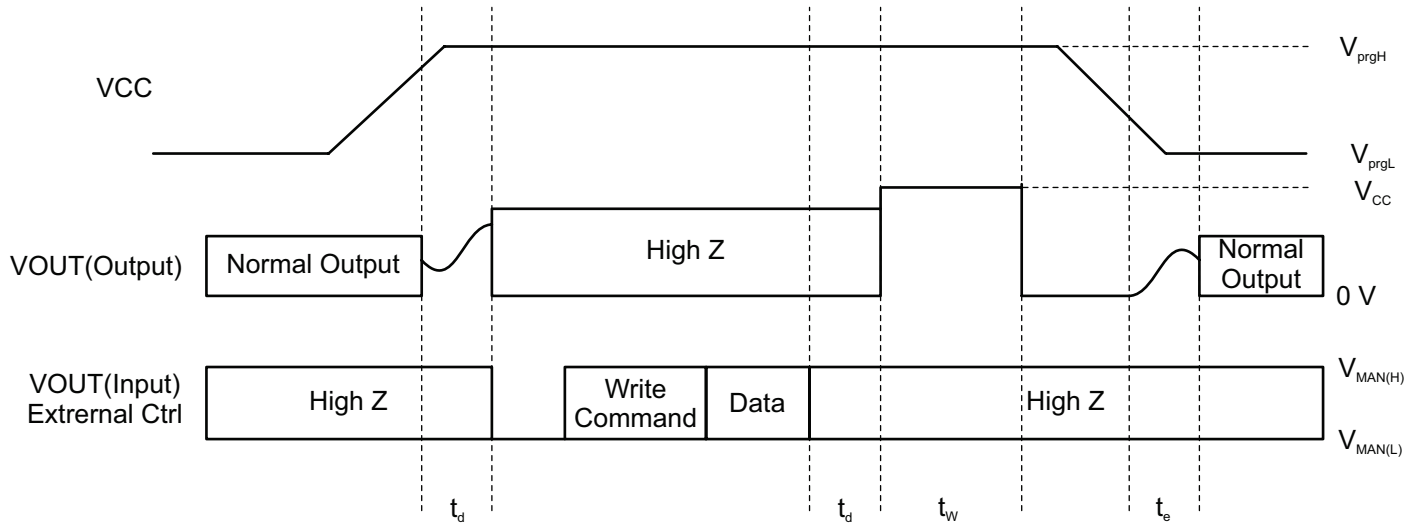 VCC
V_prgH
V_prgL
V_CC
VOUT(Output)
Normal Output
High Z
Normal
Output
0 V
VOUT(Input)
Extrernal Ctrl
High Z
Write
Command
Data
High Z
V_MAN(H)
V_MAN(L)
t_d
t_d
t_W
t_e